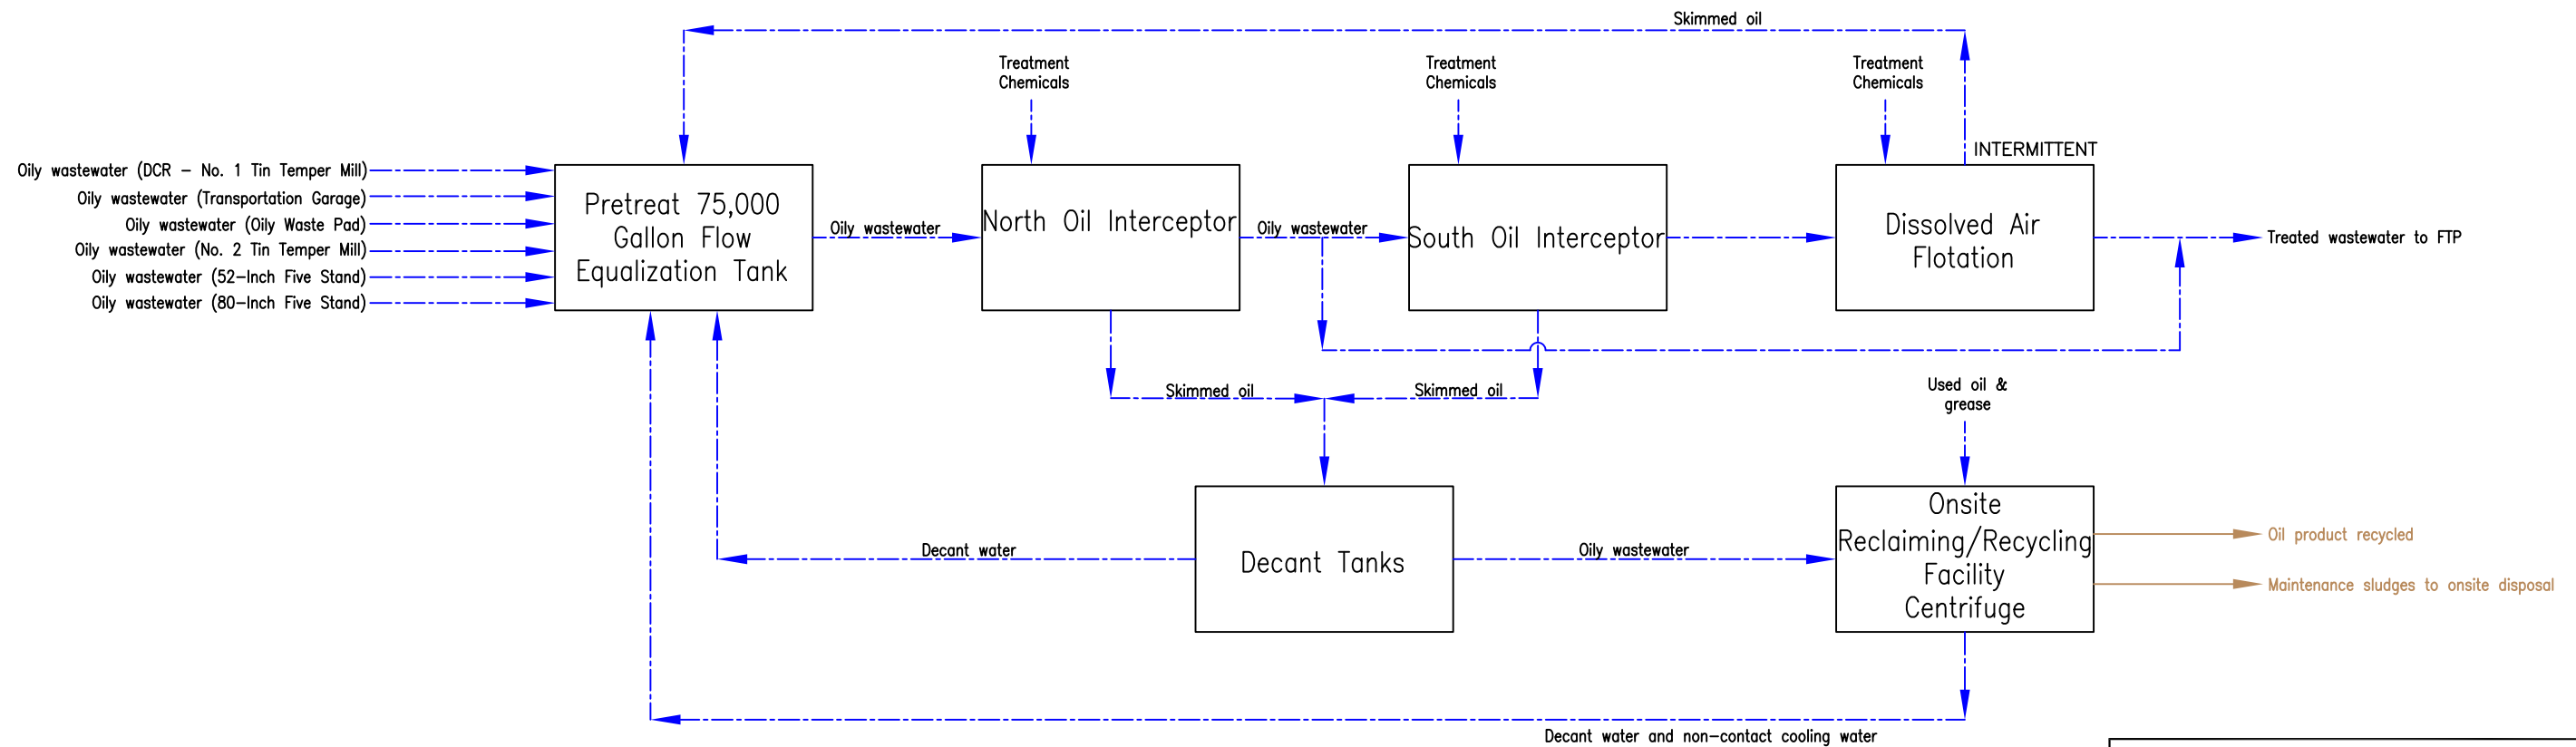 Skimmed oil
Treatment
Chemicals
Treatment
Chemicals
Treatment
Chemicals
INTERMITTENT
Oily wastewater (DCR - No. 1 Tin Temper Mill)
Oily wastewater (Transportation Garage)
Oily wastewater (Oily Waste Pad)
Oily wastewater (No. 2 Tin Temper Mill)
Oily wastewater (52-Inch Five Stand)
Oily wastewater (80-Inch Five Stand)
Pretreat 75,000
Gallon Flow
Equalization Tank
Oily wastewater
North Oil Interceptor
Oily wastewater
South Oil Interceptor
Dissolved Air
Flotation
Treated wastewater to FTP
Skimmed oil
Skimmed oil
Used oil &
grease
Decant water
Decant Tanks
Oily wastewater
Onsite
Reclaiming/Recycling
Facility
Centrifuge
Oil product recycled
Maintenance sludges to onsite disposal
Decant water and non-contact cooling water